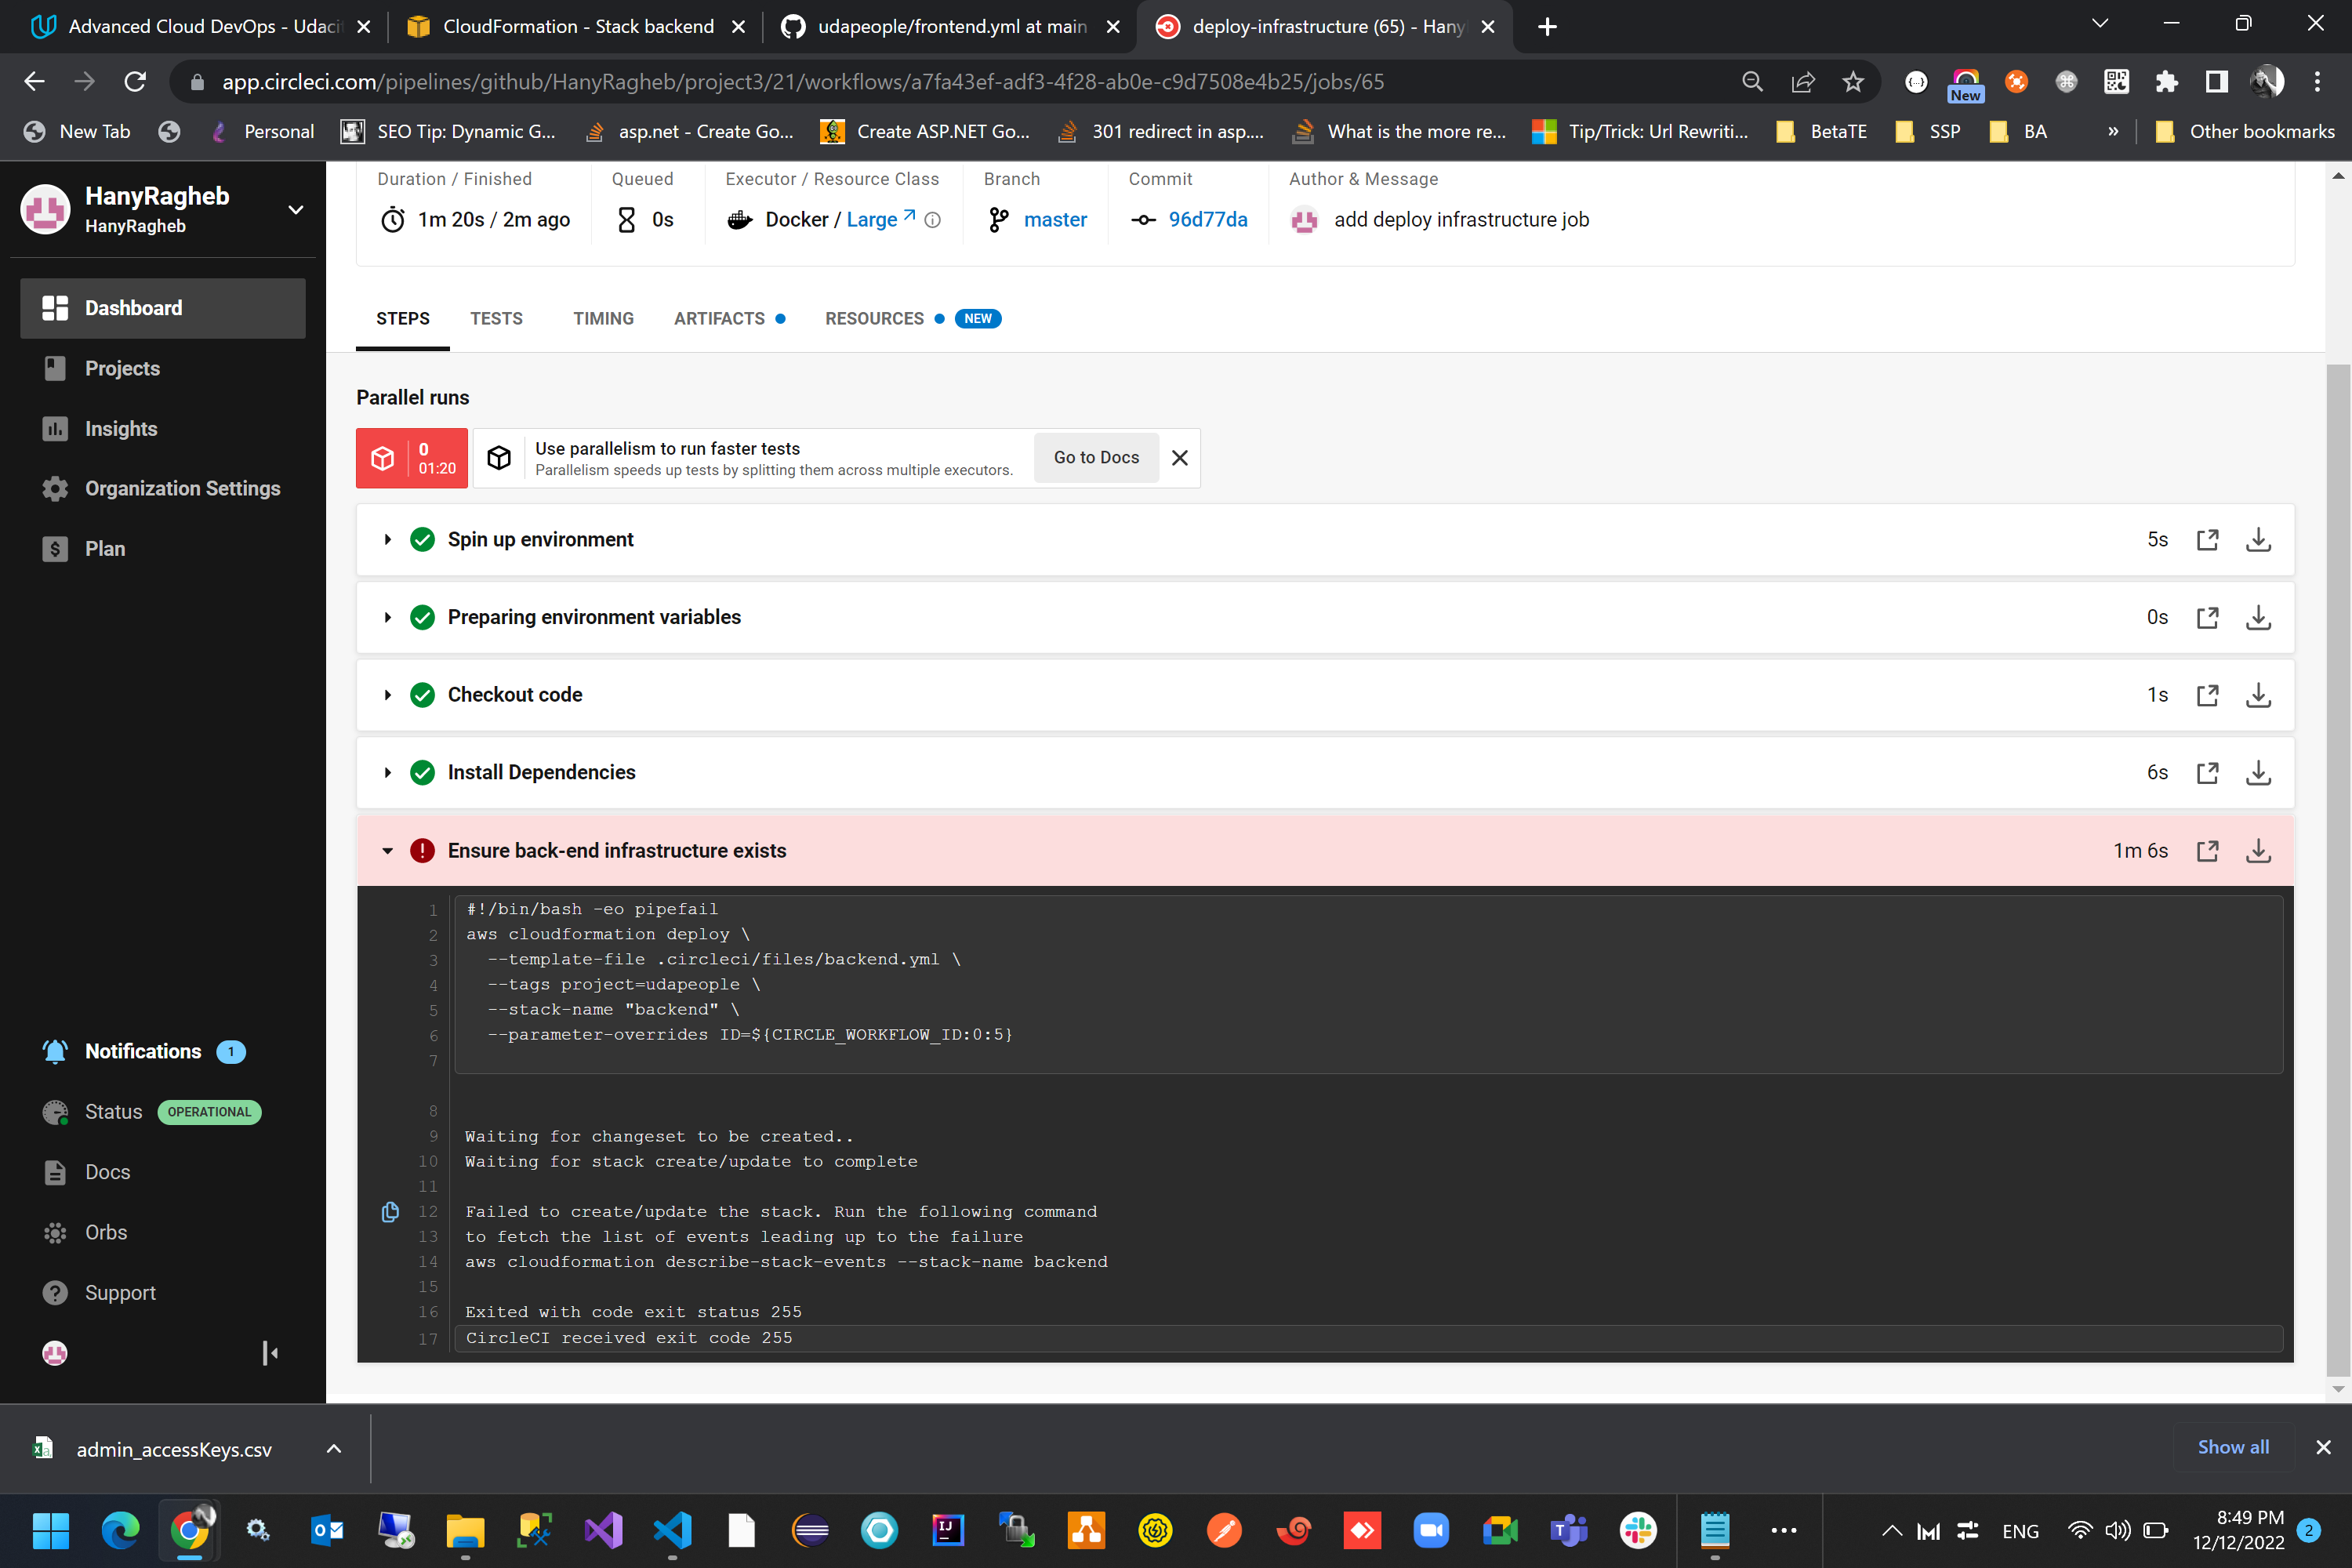 Advanced Cloud DevOps - Udaci
CloudFormation - Stack backend
udapeople/frontend.yml at main
deploy-infrastructure (65) - Hany
app.circleci.com/pipelines/github/HanyRagheb/project3/21/workflows/a7fa43ef-adf3-4f28-ab0e-c9d7508e4b25/jobs/65
New
New Tab
Personal
SEO Tip: Dynamic G...
asp.net - Create Go...
Create ASP.NET Go...
301 redirect in asp....
What is the more re...
Tip/Trick: Url Rewriti...
BetaTE
SSP
BA
»
Other bookmarks
HanyRagheb
HanyRagheb
Dashboard
Projects
Insights
Organization Settings
Plan
Notifications 1
Status OPERATIONAL
Docs
Orbs
Support
Duration / Finished
1m 20s / 2m ago
Queued
0s
Executor / Resource Class
Docker / Large
Branch
master
Commit
96d77da
Author & Message
add deploy infrastructure job
STEPS
TESTS
TIMING
ARTIFACTS
RESOURCES
NEW
Parallel runs
0
01:20
Use parallelism to run faster tests
Parallelism speeds up tests by splitting them across multiple executors.
Go to Docs
Spin up environment 5s
Preparing environment variables 0s
Checkout code 1s
Install Dependencies 6s
Ensure back-end infrastructure exists 1m 6s
1 #!/bin/bash -eo pipefail
2 aws cloudformation deploy \
3 --template-file .circleci/files/backend.yml \
4 --tags project=udapeople \
5 --stack-name "backend" \
6 --parameter-overrides ID=${CIRCLE_WORKFLOW_ID:0:5}
7
8
9 Waiting for changeset to be created..
10 Waiting for stack create/update to complete
11
12 Failed to create/update the stack. Run the following command
13 to fetch the list of events leading up to the failure
14 aws cloudformation describe-stack-events --stack-name backend
15
16 Exited with code exit status 255
17 CircleCI received exit code 255
admin_accessKeys.csv
Show all
ENG
8:49 PM
12/12/2022
2